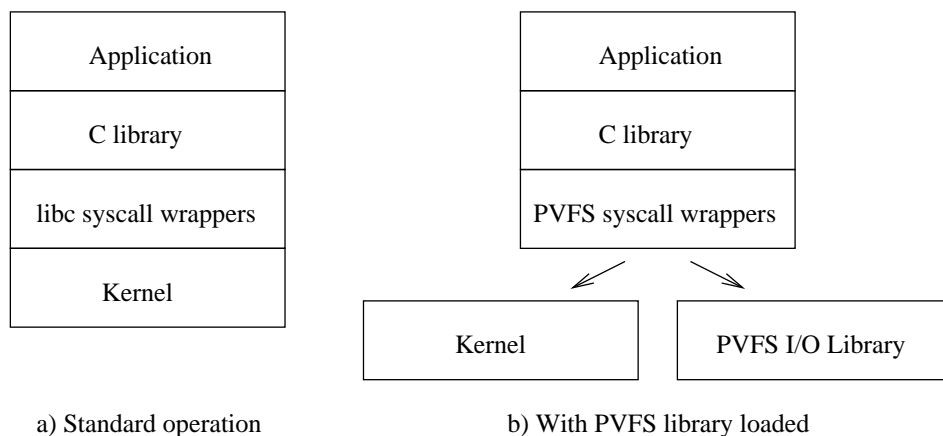 Application
C library
libc syscall wrappers
Kernel
a) Standard operation
Application
C library
PVFS syscall wrappers
Kernel
PVFS I/O Library
b) With PVFS library loaded